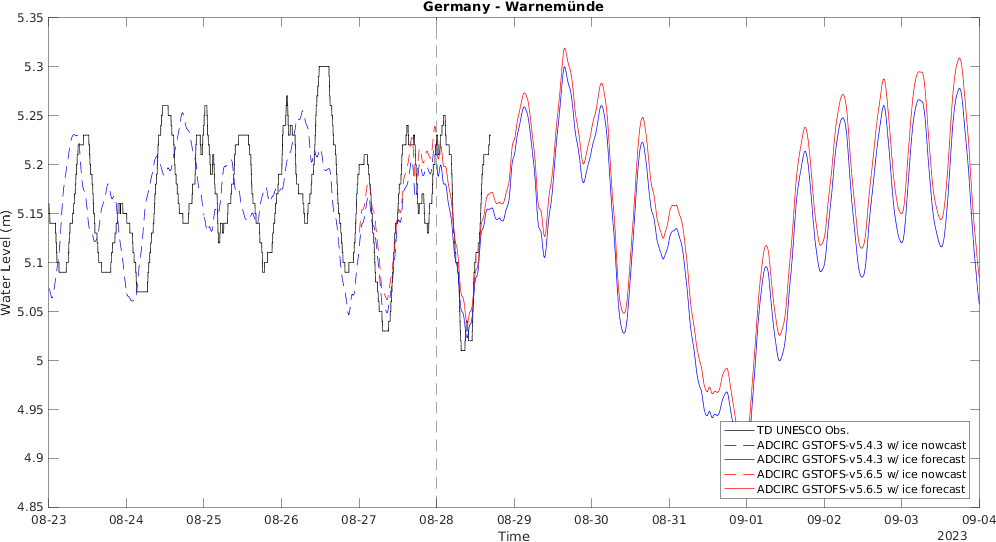 Germany - Warnemünde
5.35
5.3
5.25
5.2
5.15
5.1
5.05
5
4.95
4.9
4.85
Water Level (m)
TD UNESCO Obs.
ADCIRC GSTOFS-v5.4.3 w/ ice nowcast
ADCIRC GSTOFS-v5.4.3 w/ ice forecast
ADCIRC GSTOFS-v5.6.5 w/ ice nowcast
ADCIRC GSTOFS-v5.6.5 w/ ice forecast
08-23 08-24 08-25 08-26 08-27 08-28 08-29 08-30 08-31 09-01 09-02 09-03 09-04
Time
2023